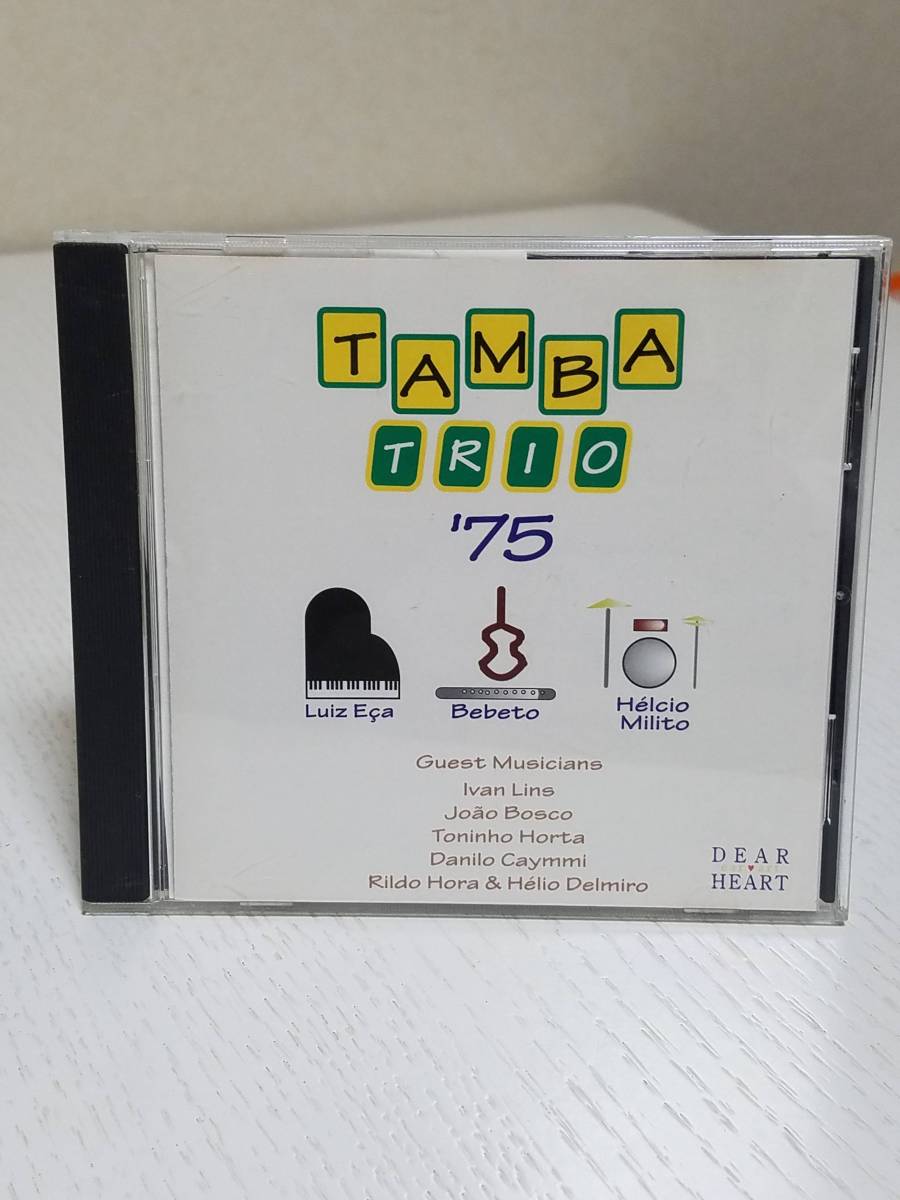 TAMBA
TRIO
'75
Luiz Eça
Bebeto
Hélcio
Milito
Guest Musicians
Ivan Lins
João Bosco
Toninho Horta
Danilo Caymmi
Rildo Hora & Hélio Delmiro
DEAR
HEART